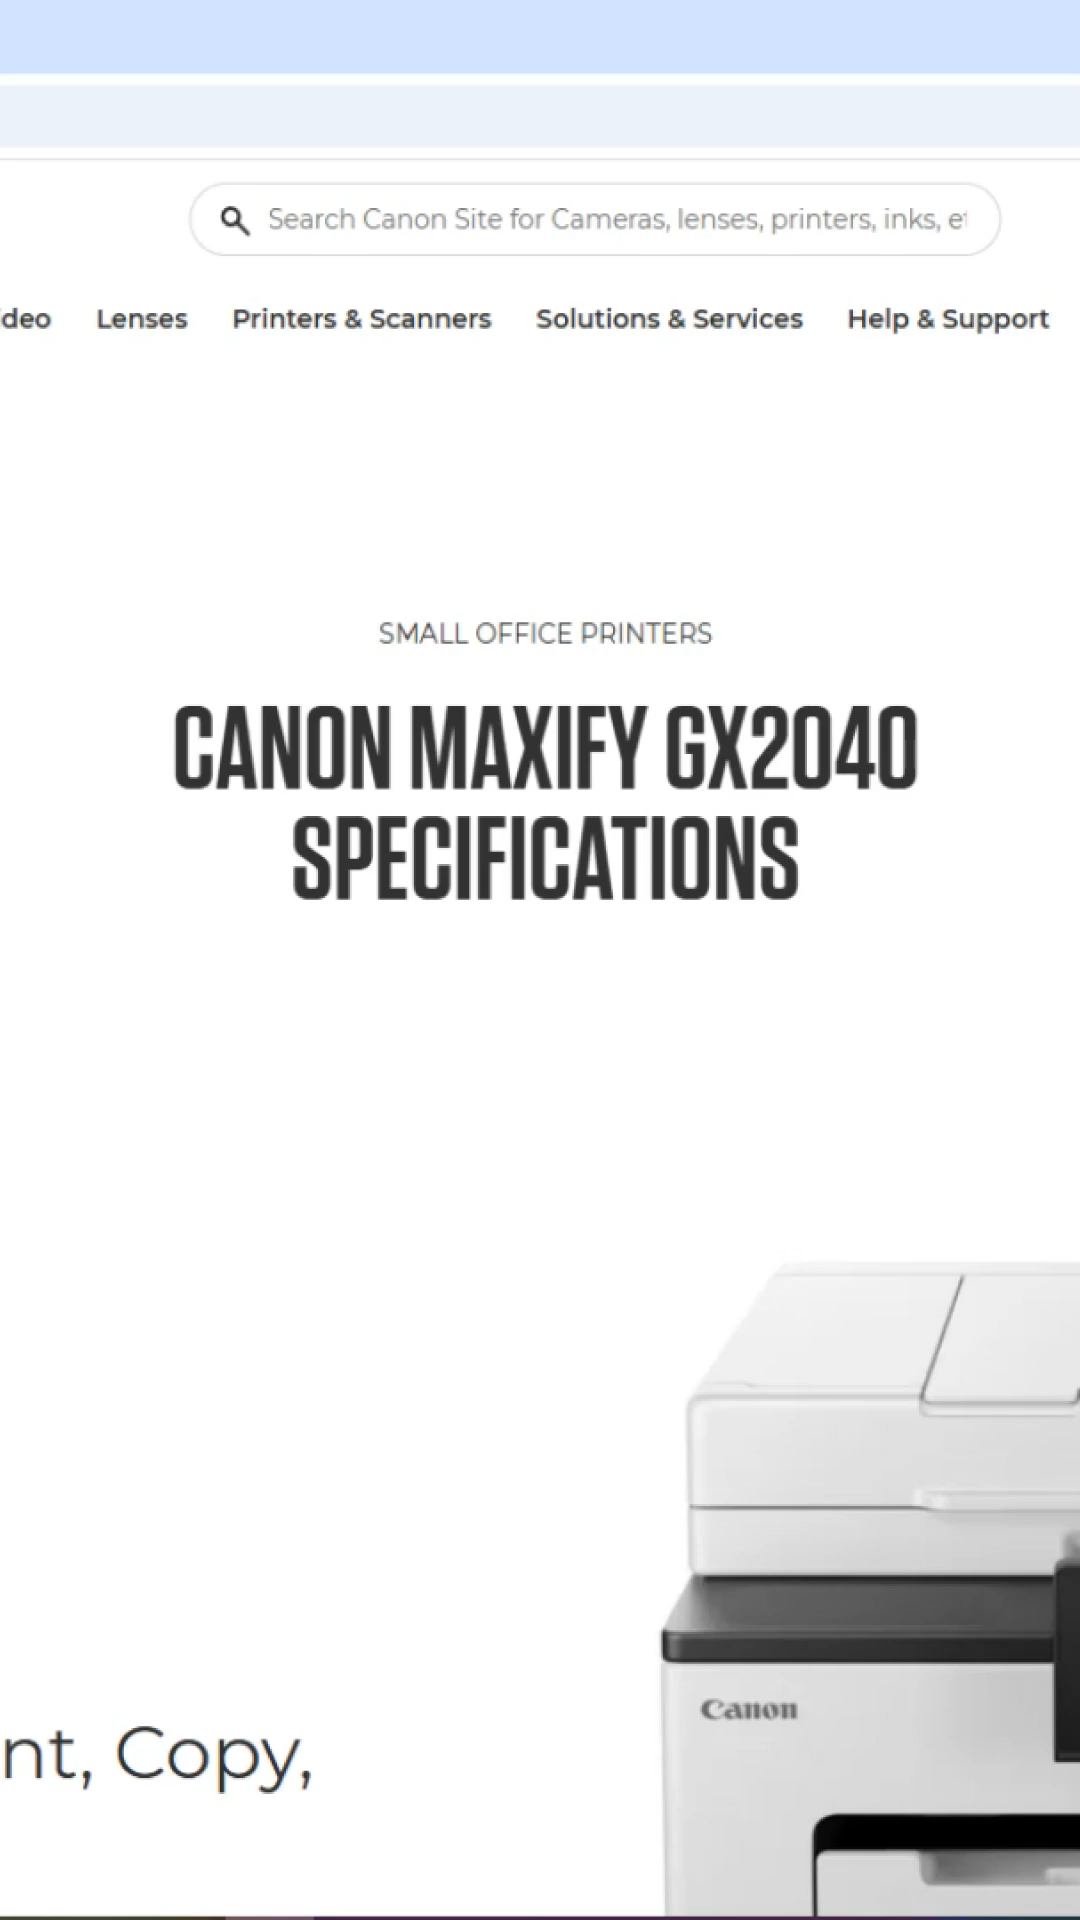 Search Canon Site for Cameras, lenses, printers, inks, et
deo Lenses Printers & Scanners Solutions & Services Help & Support
SMALL OFFICE PRINTERS
CANON MAXIFY GX2040
SPECIFICATIONS
Canon
nt, Copy,